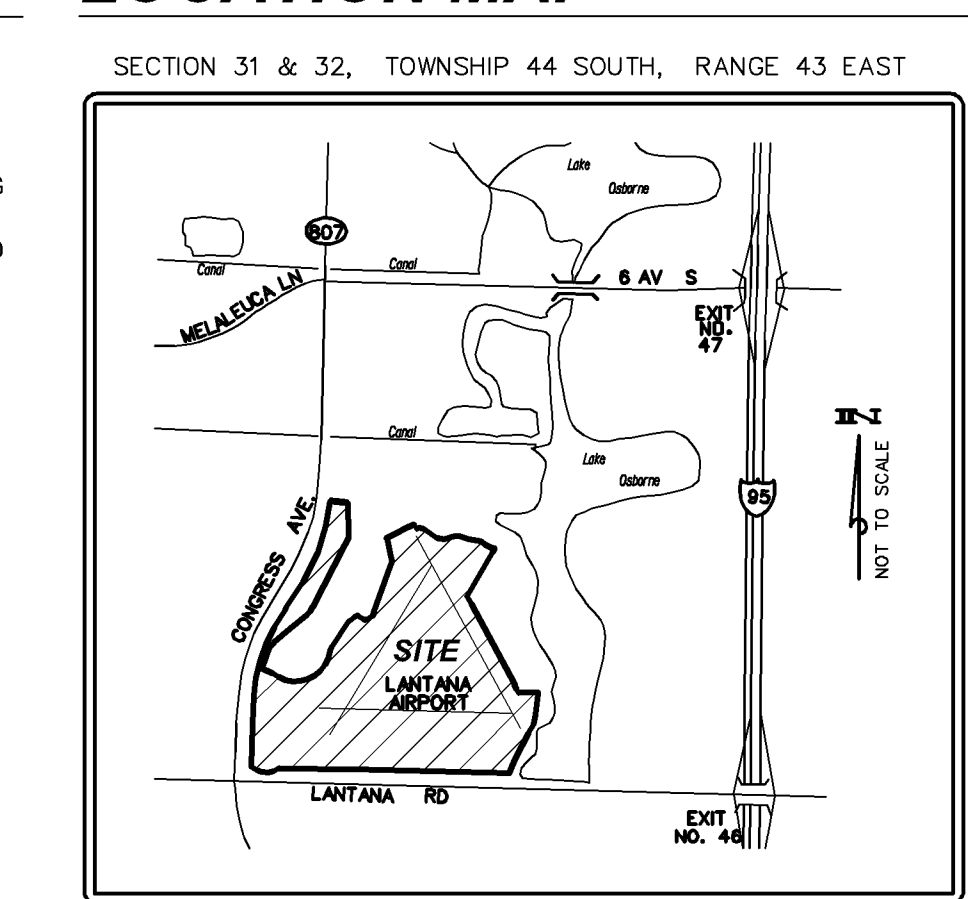 LOCATION MAP
SECTION 31 & 32, TOWNSHIP 44 SOUTH, RANGE 43 EAST
Lake
Osborne
807
Canal
Canal
6 AV S
MELALEUCA LN
EXIT
NO.
47
N
Canal
Lake
Osborne
95
NOT TO SCALE
CONGRESS AVE.
SITE
LANTANA
AIRPORT
LANTANA RD
EXIT
NO. 46